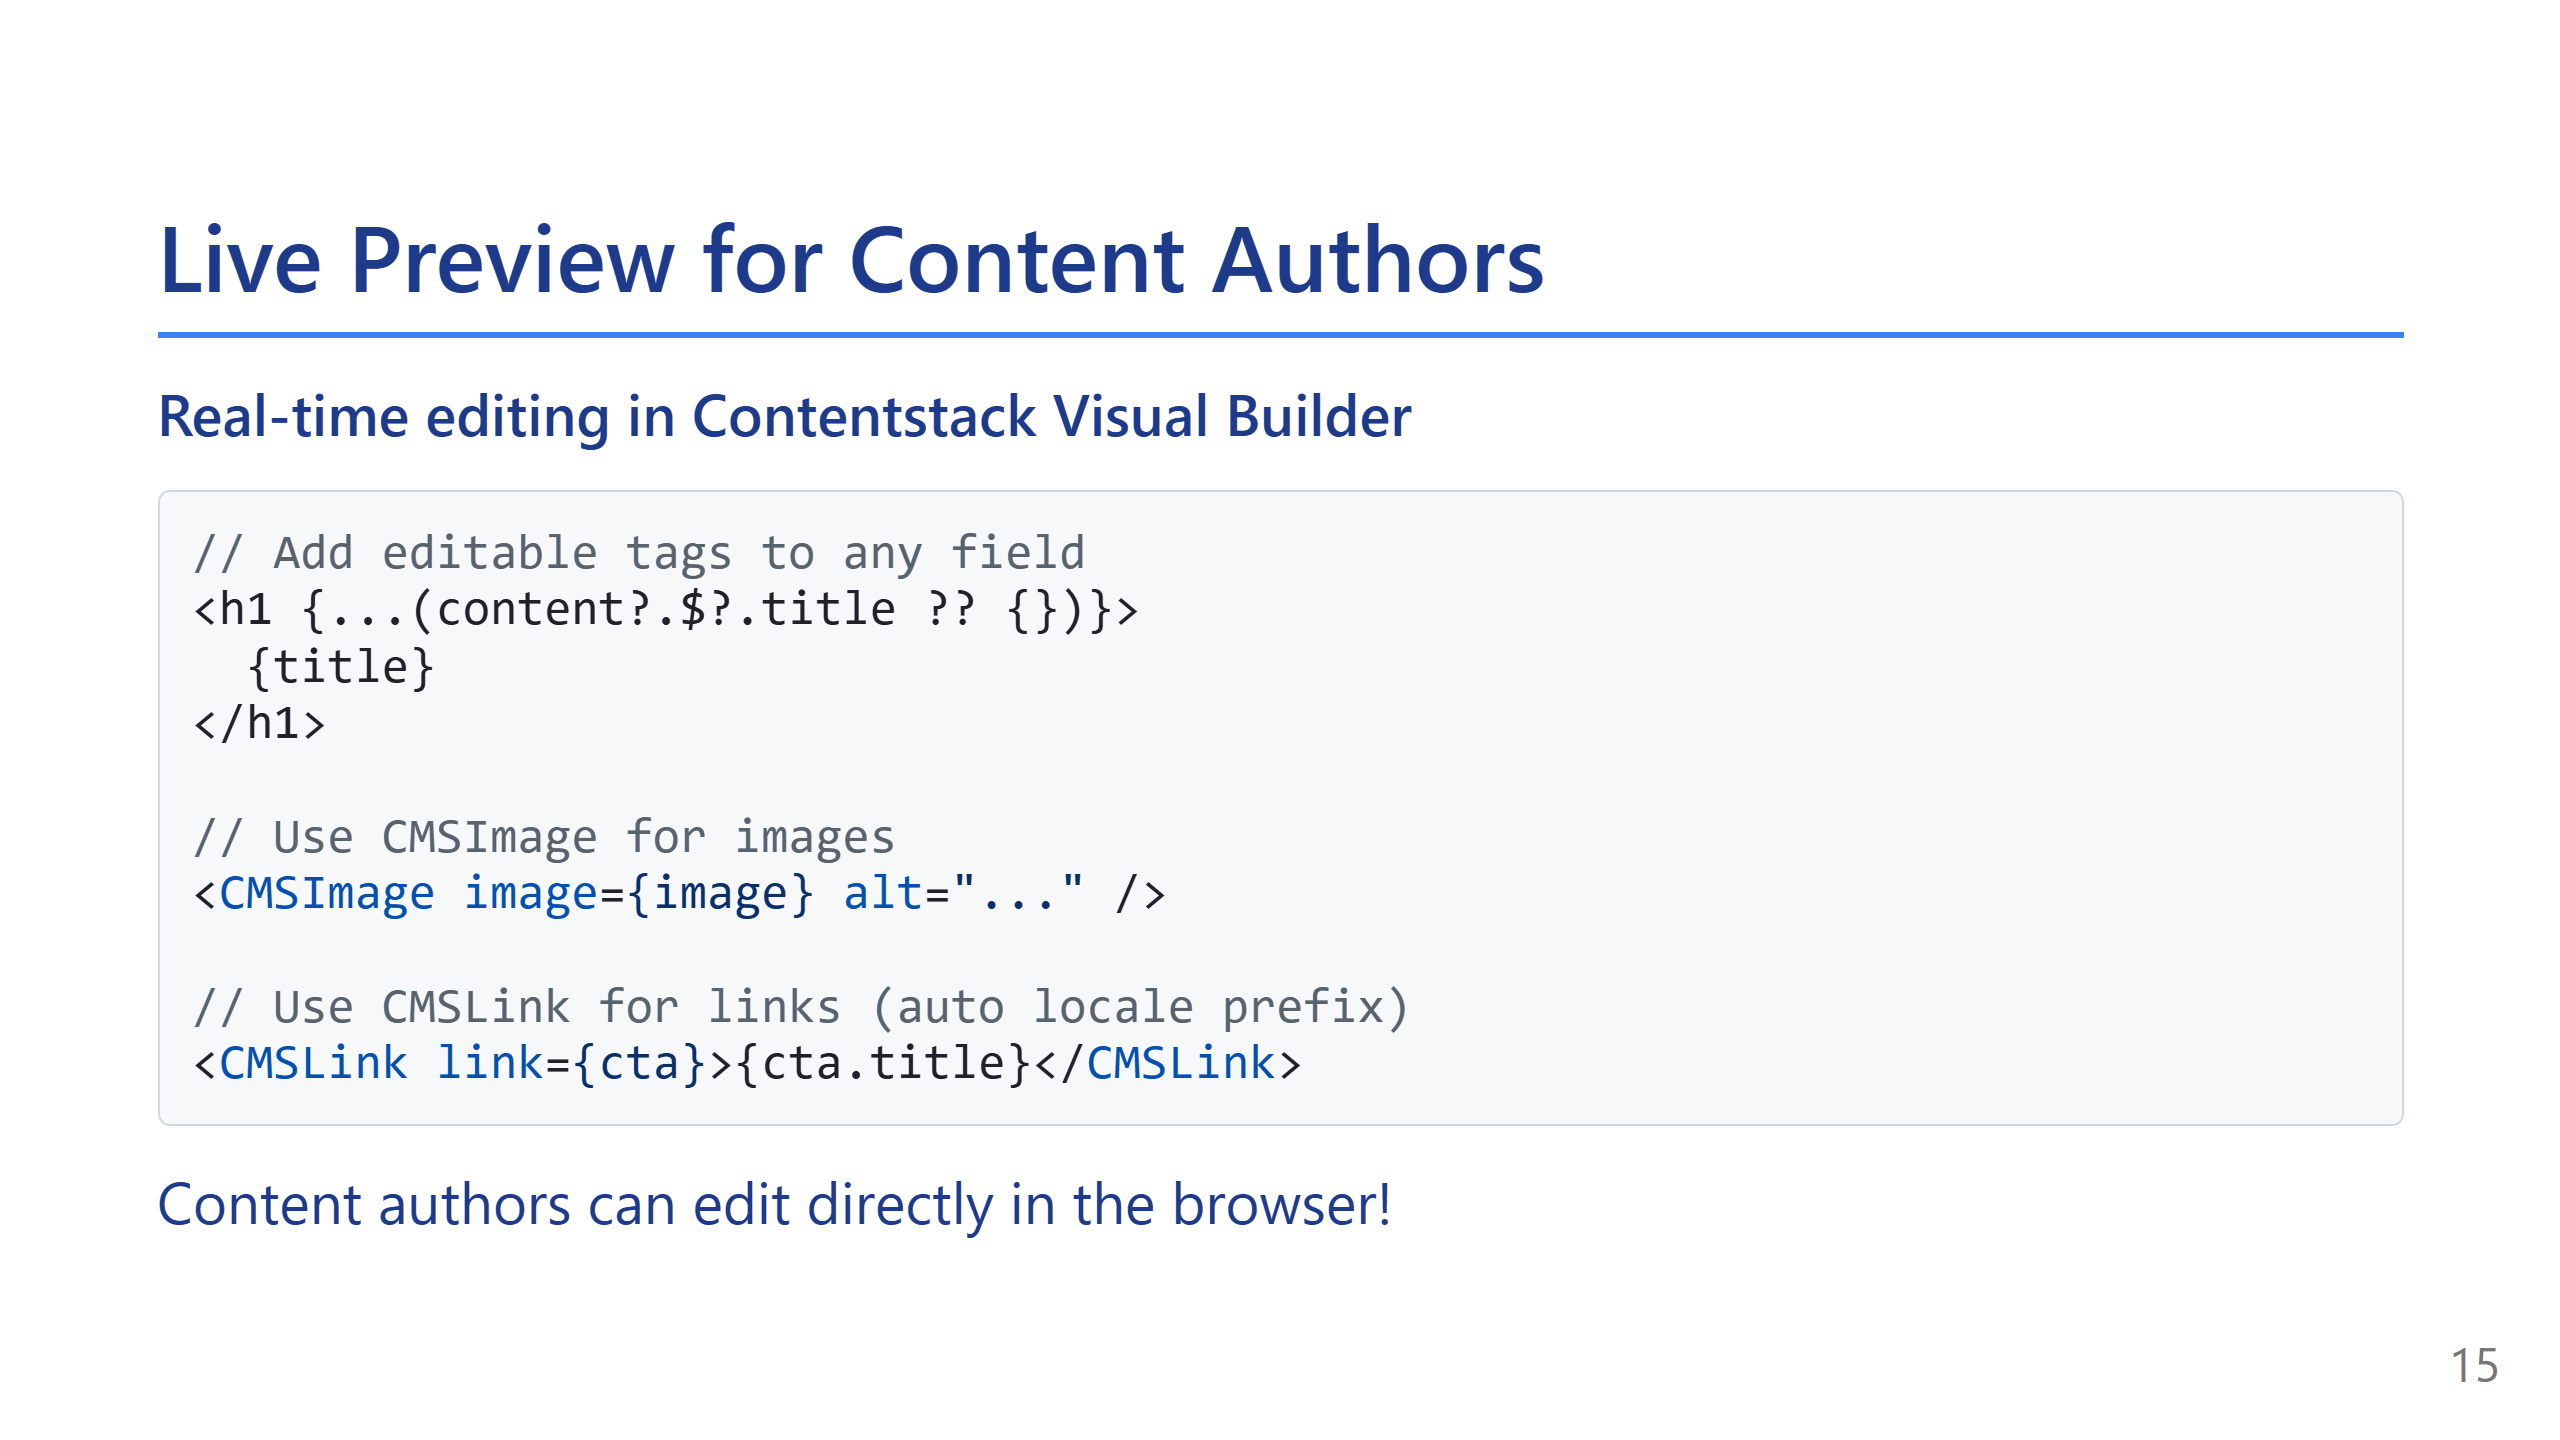 Live Preview for Content Authors
Real-time editing in Contentstack Visual Builder
// Add editable tags to any field
<h1 {...(content?.$?.title ?? {})}>
  {title}
</h1>
// Use CMSImage for images
<CMSImage image={image} alt="..." />
// Use CMSLink for links (auto locale prefix)
<CMSLink link={cta}>{cta.title}</CMSLink>
Content authors can edit directly in the browser!
15